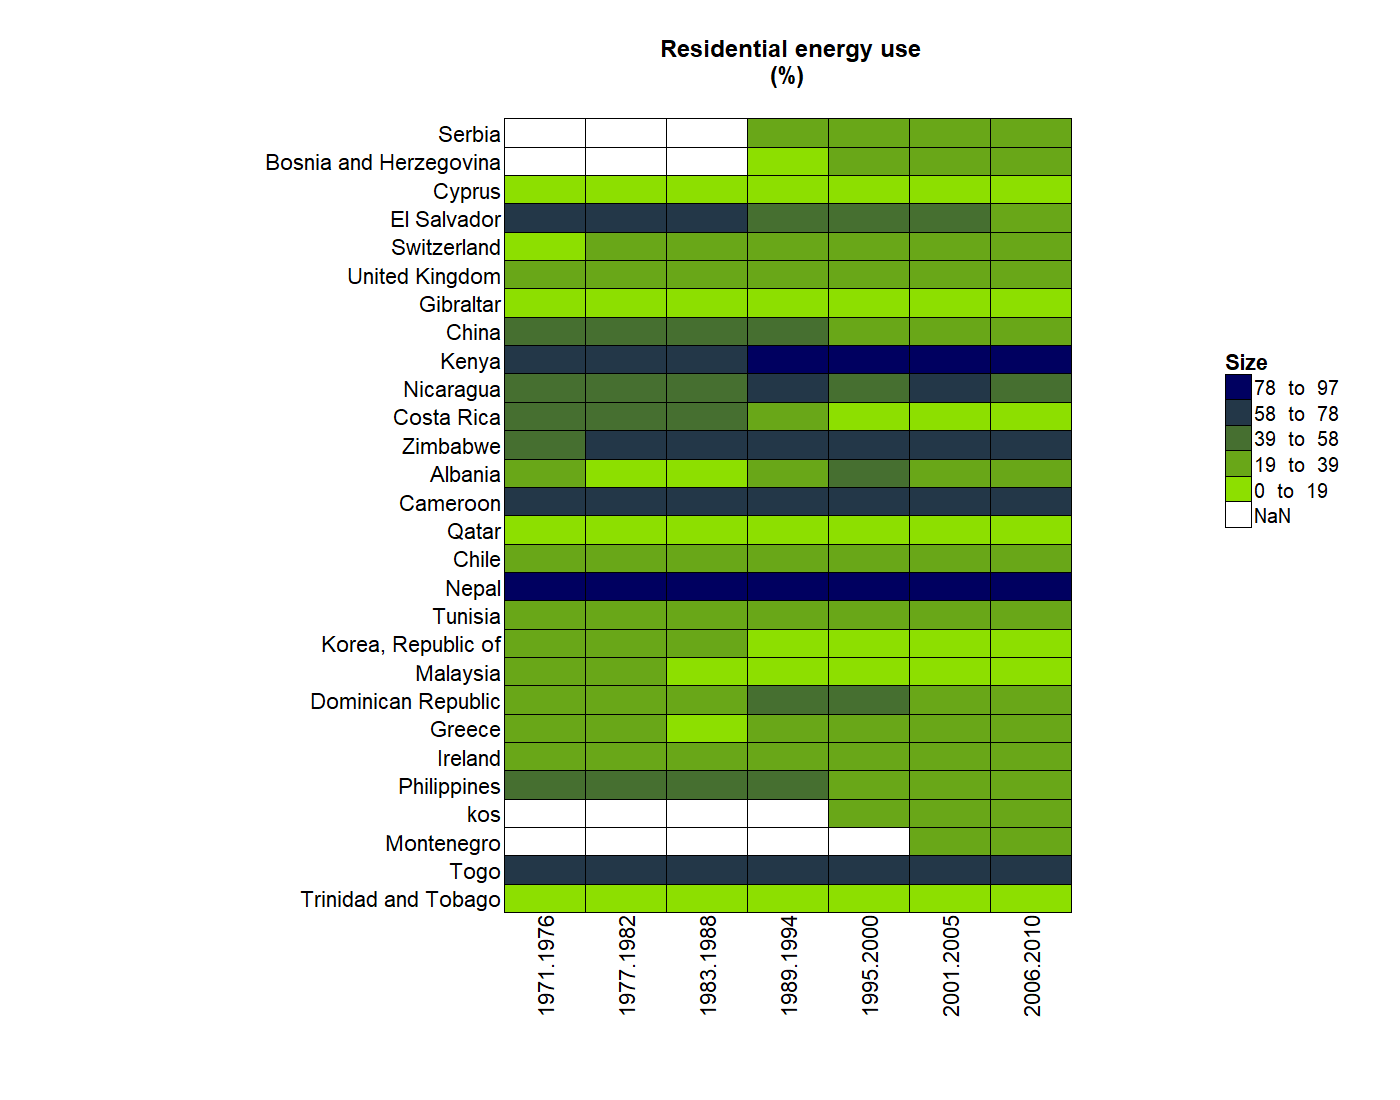 Residential energy use
(%)
Serbia
Bosnia and Herzegovina
Cyprus
El Salvador
Switzerland
United Kingdom
Gibraltar
China
Kenya
Nicaragua
Costa Rica
Zimbabwe
Albania
Cameroon
Qatar
Chile
Nepal
Tunisia
Korea, Republic of
Malaysia
Dominican Republic
Greece
Ireland
Philippines
kos
Montenegro
Togo
Trinidad and Tobago
1971.1976
1977.1982
1983.1988
1989.1994
1995.2000
2001.2005
2006.2010
Size
78 to 97
58 to 78
39 to 58
19 to 39
0 to 19
NaN